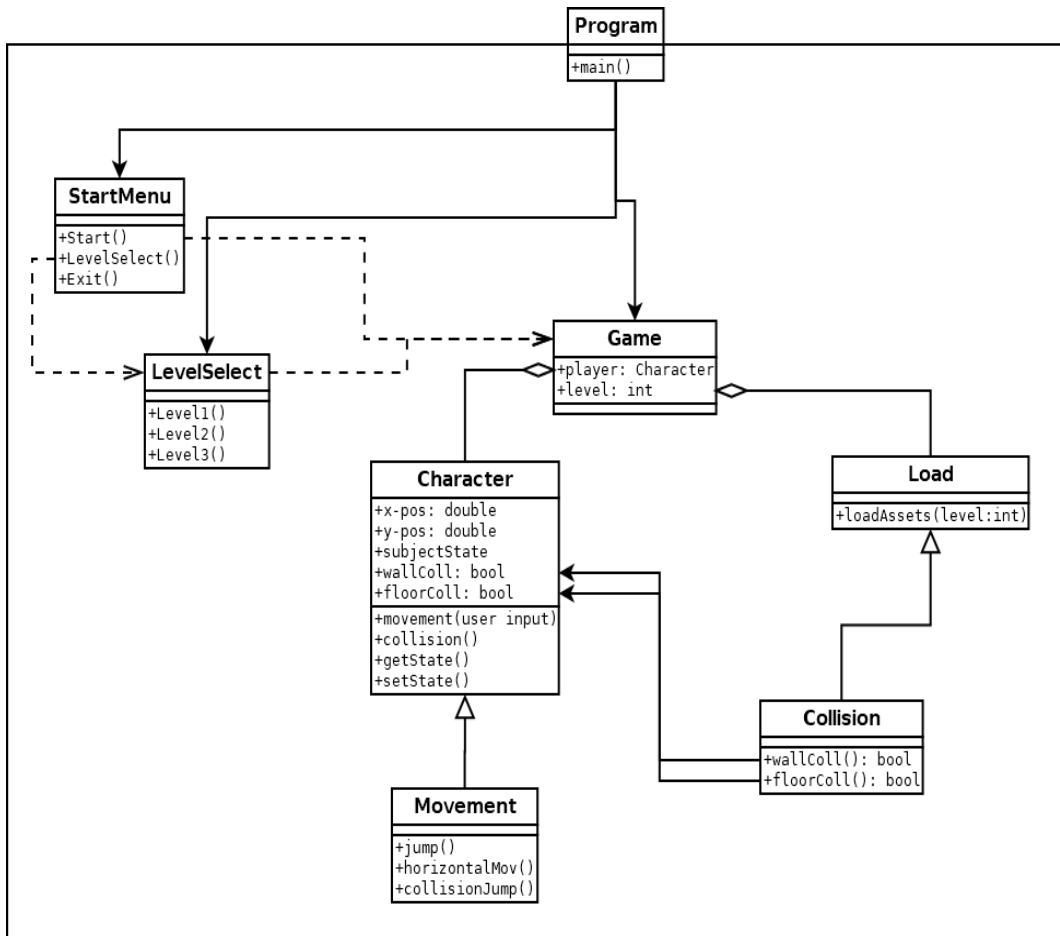 Program
+main()
StartMenu
+Start()
+LevelSelect()
+Exit()
LevelSelect
+Level1()
+Level2()
+Level3()
Game
+player: Character
+level: int
Character
+x-pos: double
+y-pos: double
+subjectState
+wallColl: bool
+floorColl: bool
+movement(user input)
+collision()
+getState()
+setState()
Load
+loadAssets(level:int)
Collision
+wallColl(): bool
+floorColl(): bool
Movement
+jump()
+horizontalMov()
+collisionJump()